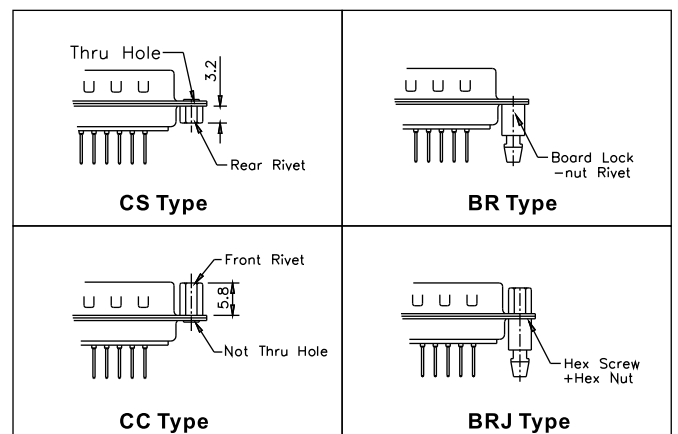 Thru Hole
3.2
Rear Rivet
CS Type
Board Lock
-nut Rivet
BR Type
Front Rivet
5.8
Not Thru Hole
CC Type
Hex Screw
+Hex Nut
BRJ Type